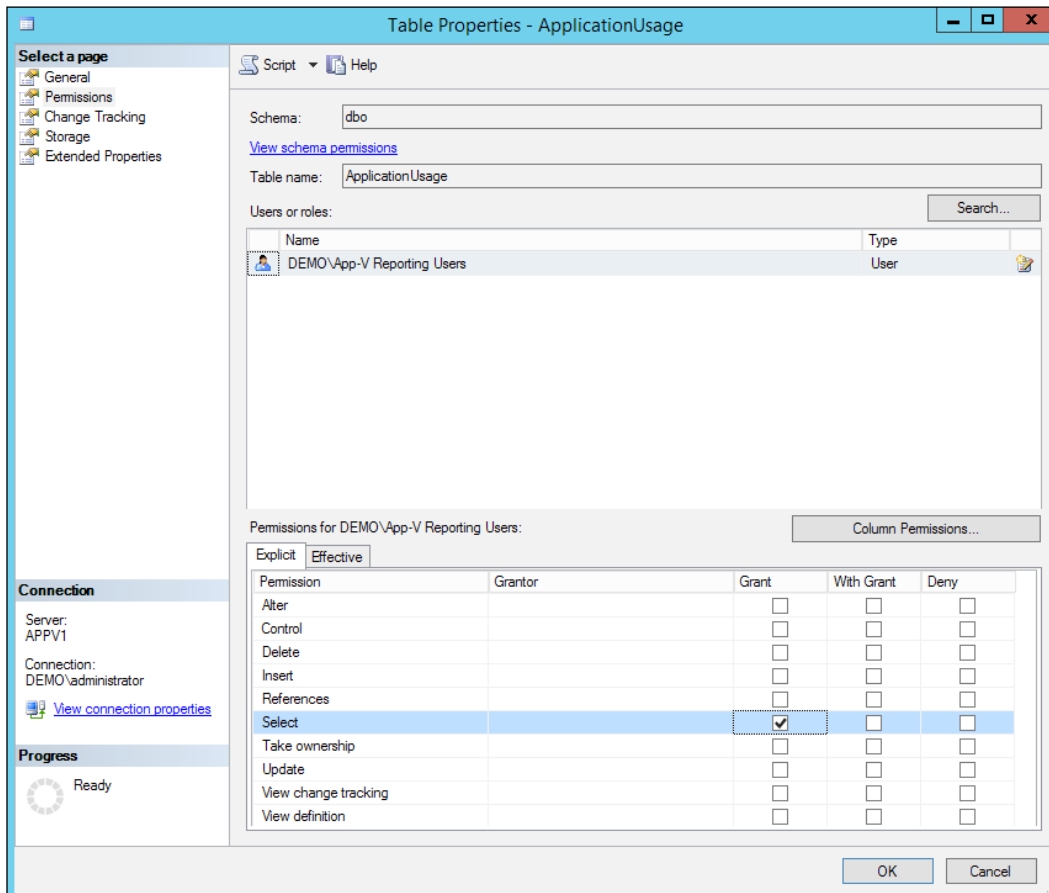 Table Properties - ApplicationUsage
Select a page
General
Permissions
Change Tracking
Storage
Extended Properties
Script
Help
Schema:
dbo
View schema permissions
Table name:
ApplicationUsage
Users or roles:
Search...
Name Type
DEMO\App-V Reporting Users User
Permissions for DEMO\App-V Reporting Users:
Column Permissions...
Explicit Effective
Permission Grantor Grant With Grant Deny
Alter
Control
Delete
Insert
References
Select
Take ownership
Update
View change tracking
View definition
Connection
Server:
APPV1
Connection:
DEMO\administrator
View connection properties
Progress
Ready
OK Cancel